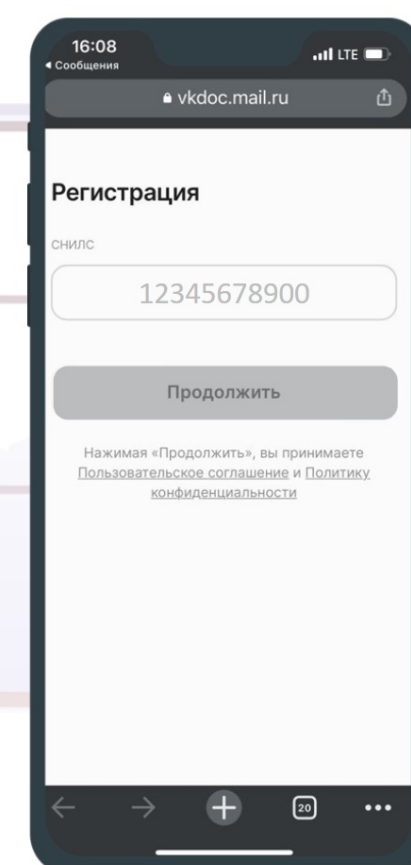 16:08
LTE
Сообщения
vkdoc.mail.ru
Регистрация
СНИЛС
12345678900
Продолжить
Нажимая «Продолжить», вы принимаете
Пользовательское соглашение и Политику
конфиденциальности
20